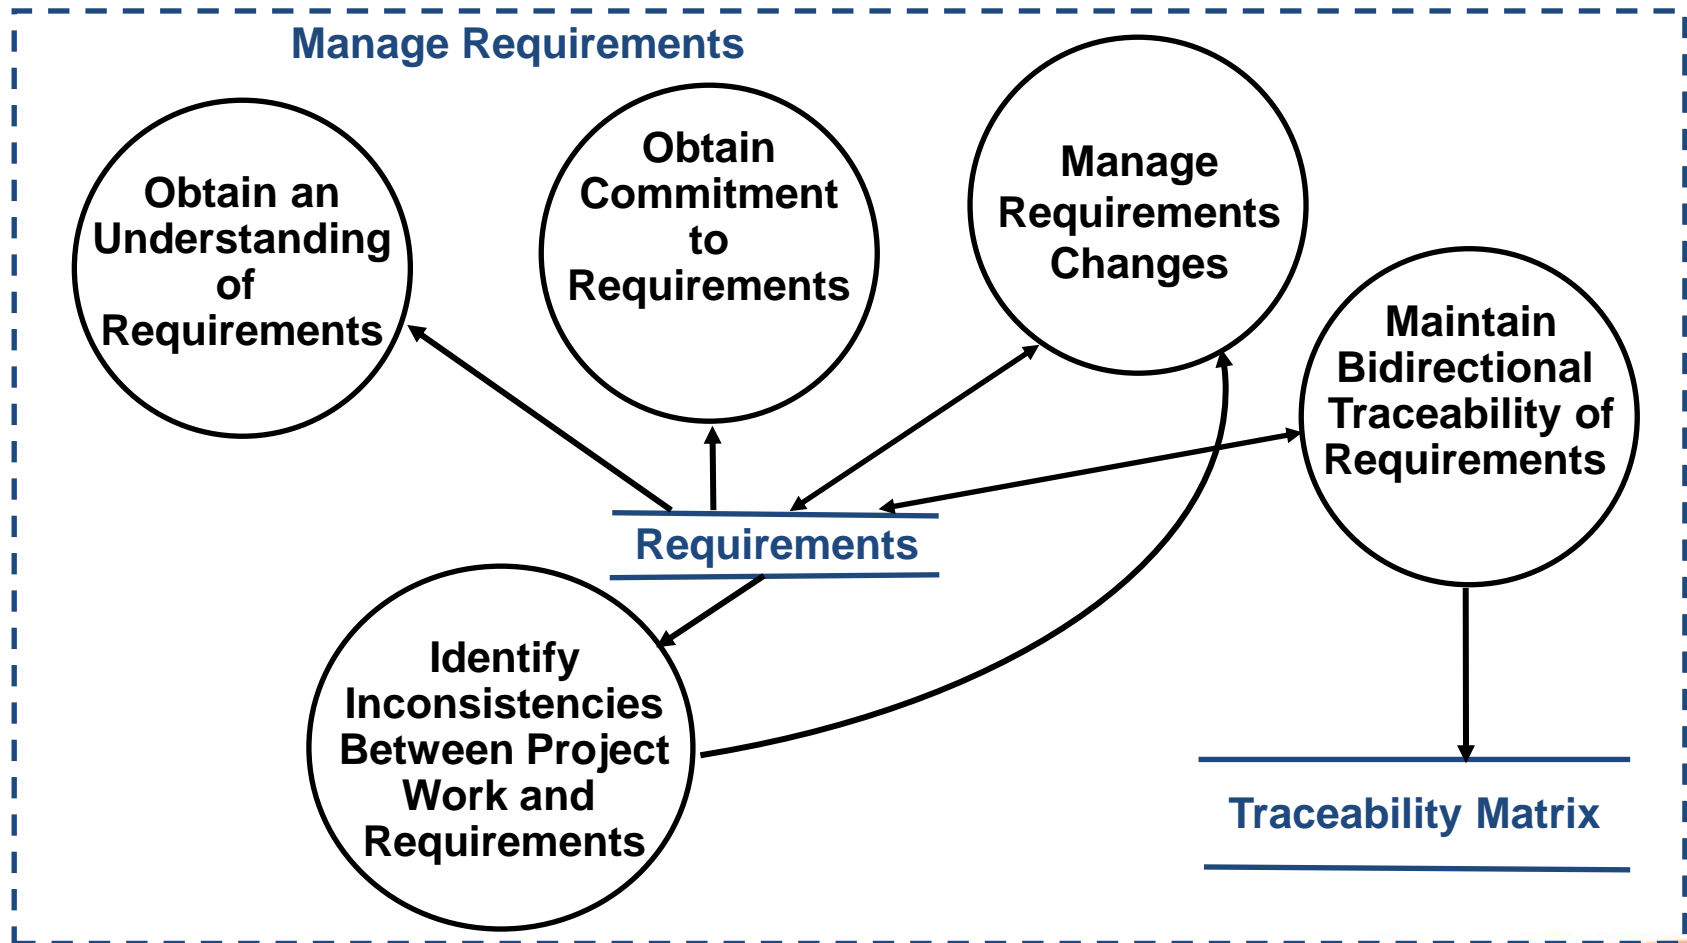 Manage Requirements
Obtain an
Understanding
of
Requirements
Obtain
Commitment
to
Requirements
Manage
Requirements
Changes
Maintain
Bidirectional
Traceability of
Requirements
Requirements
Identify
Inconsistencies
Between Project
Work and
Requirements
Traceability Matrix